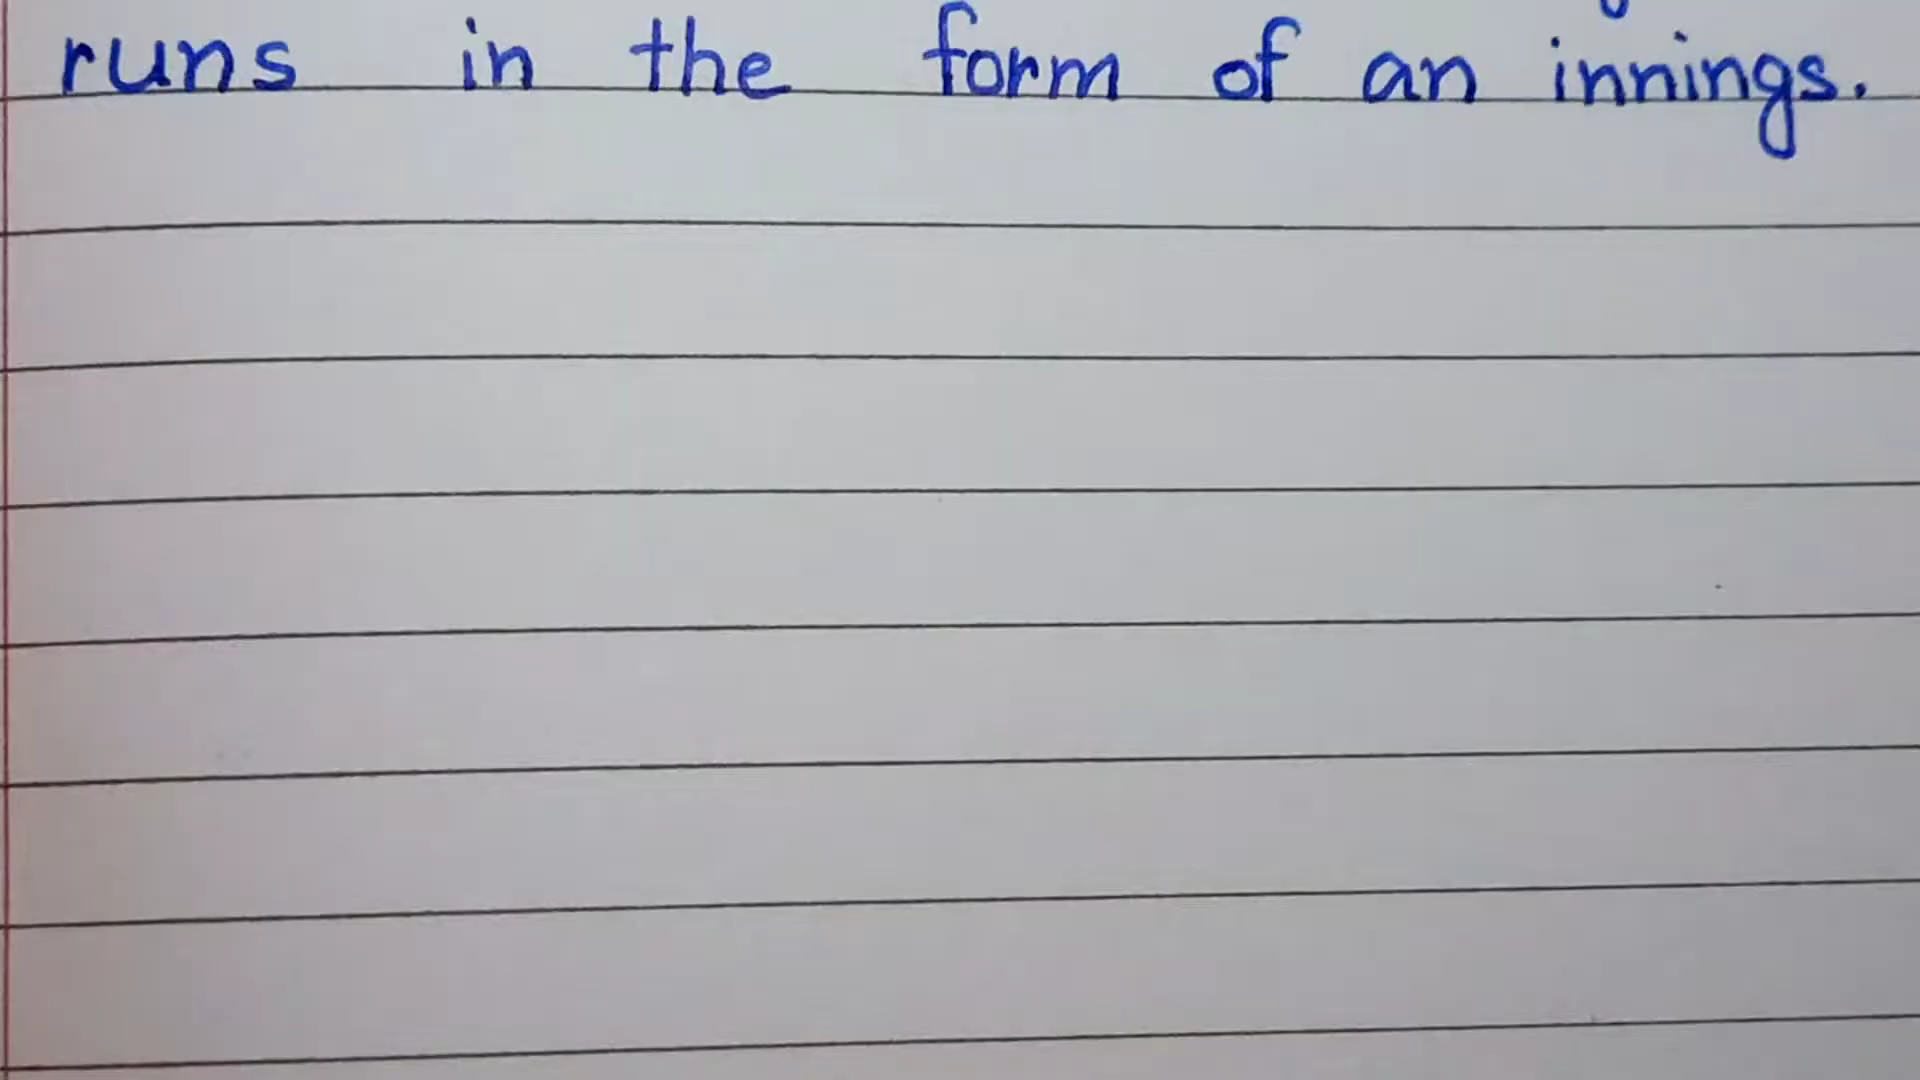 runs in the form of an innings.